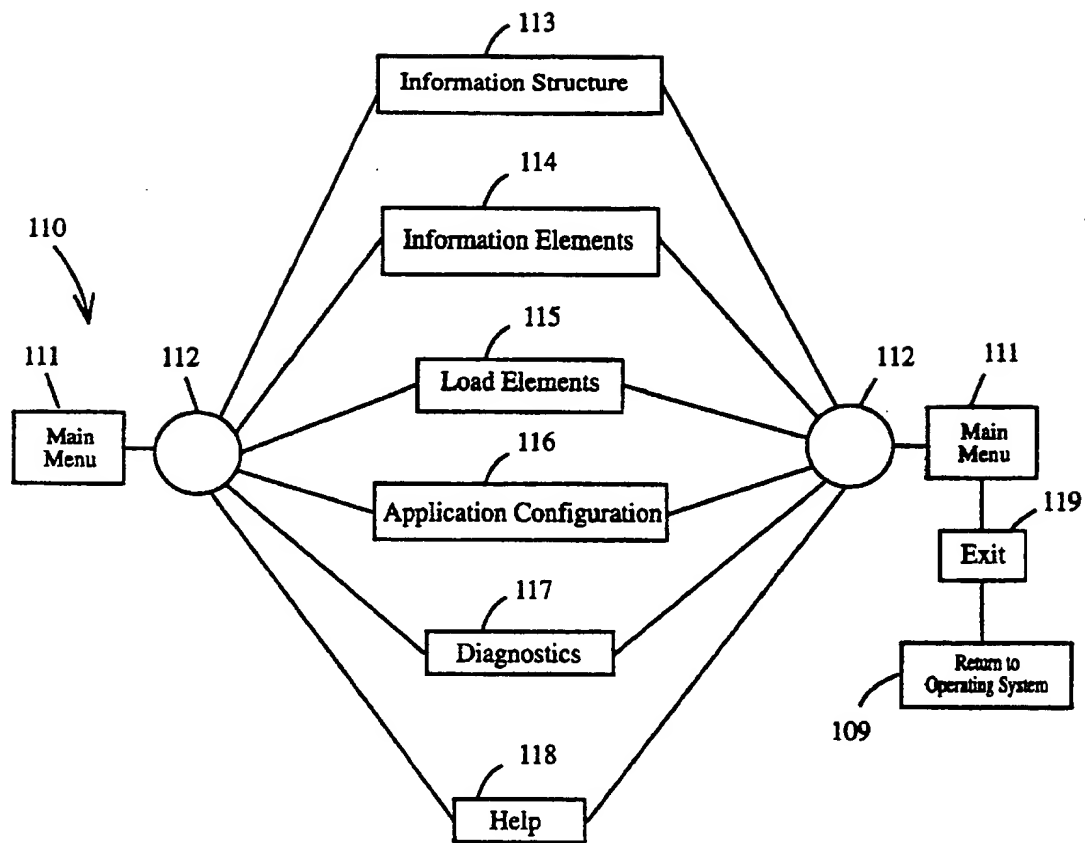 113
Information Structure
114
Information Elements
110
115
111
112
Load Elements
112
111
Main
Menu
116
Main
Menu
Application Configuration
119
Exit
117
Diagnostics
Return to
Operating System
109
118
Help